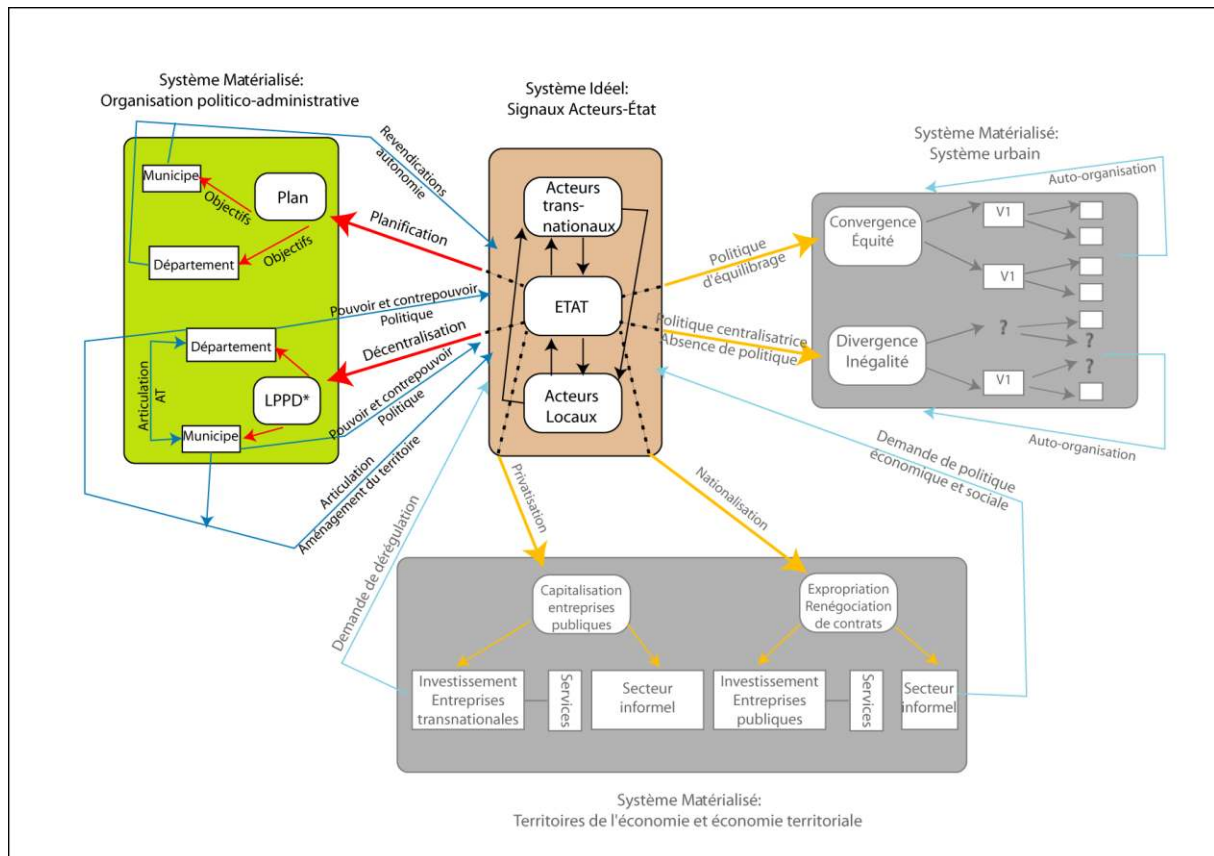 Système Matérialisé:
Organisation politico-administrative
Système Idéel:
Signaux Acteurs-État
Système Matérialisé:
Système urbain
Municipe
Objectifs
Plan
Objectifs
Département
Pouvoir et contrepouvoir
Politique
Département
Articulation
AT
LPPD*
Municipe
Pouvoir et contrepouvoir
Politique
Articulation
Aménagement du territoire
Revendications
autonomie
Planification
Décentralisation
Acteurs
trans-
nationaux
ETAT
Acteurs
Locaux
Politique
d'équilibrage
Politique centralisatrice
Absence de politique
Auto-organisation
Convergence
Équité
V1
V1
Divergence
Inégalité
?
?
?
V1
Auto-organisation
Demande de politique
économique et sociale
Privatisation
Nationalisation
Demande de dérégulation
Capitalisation
entreprises
publiques
Expropriation
Renégociation
de contrats
Investissement
Entreprises
transnationales
Services
Secteur
informel
Investissement
Entreprises
publiques
Services
Secteur
informel
Système Matérialisé:
Territoires de l'économie et économie territoriale